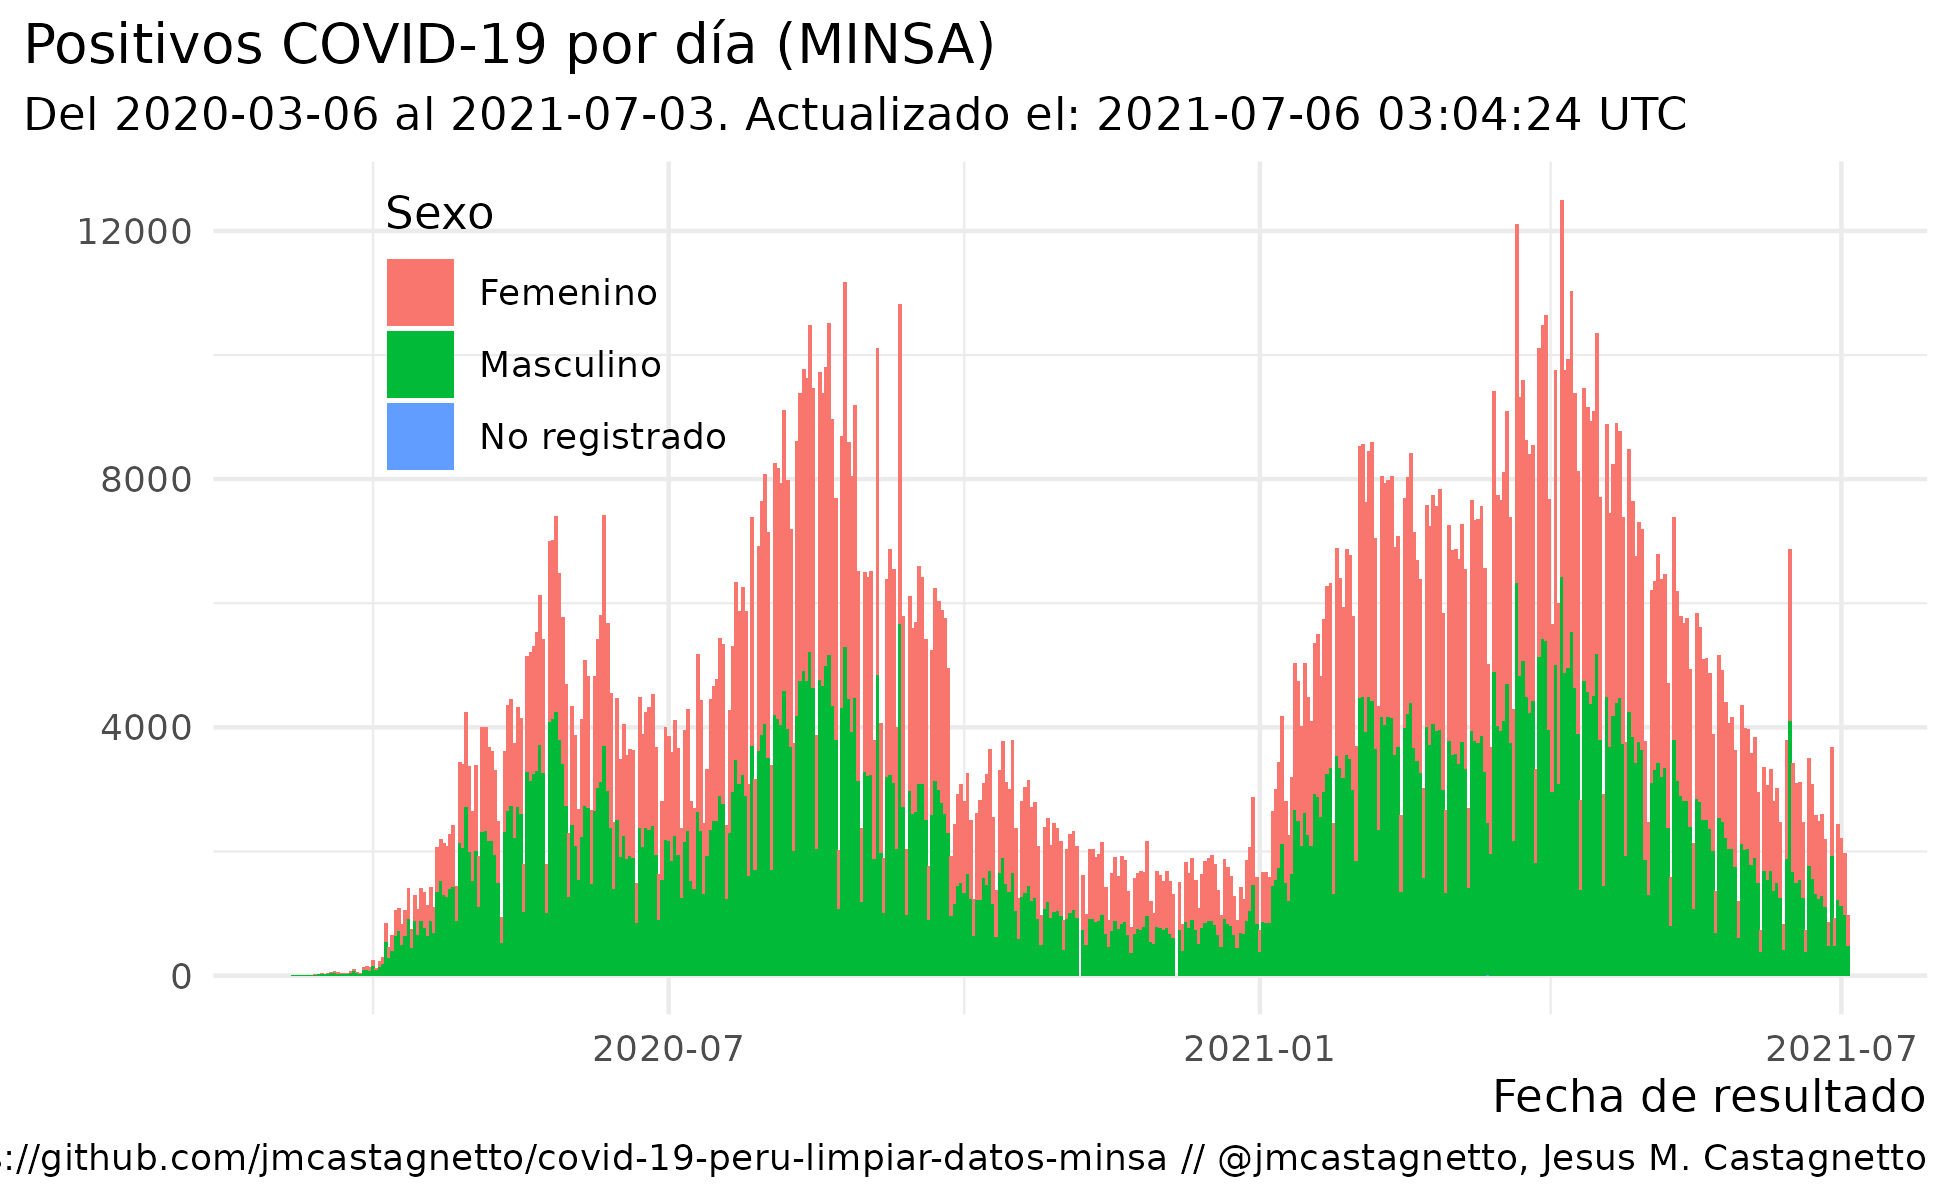 Positivos COVID-19 por día (MINSA)
Del 2020-03-06 al 2021-07-03. Actualizado el: 2021-07-06 03:04:24 UTC
Sexo
Femenino
Masculino
No registrado
12000
8000
4000
0
2020-07
2021-01
2021-07
Fecha de resultado
://github.com/jmcastagnetto/covid-19-peru-limpiar-datos-minsa // @jmcastagnetto, Jesus M. Castagnetto